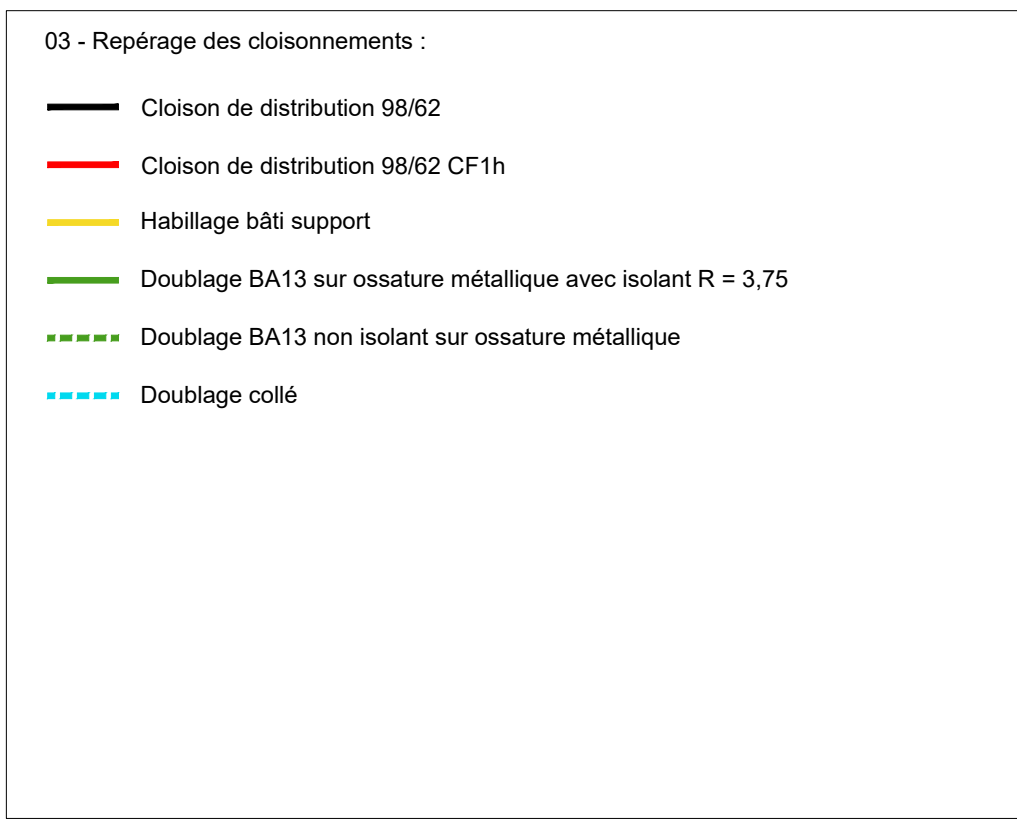 03 - Repérage des cloisonnements :
Cloison de distribution 98/62
Cloison de distribution 98/62 CF1h
Habillage bâti support
Doublage BA13 sur ossature métallique avec isolant R = 3,75
Doublage BA13 non isolant sur ossature métallique
Doublage collé